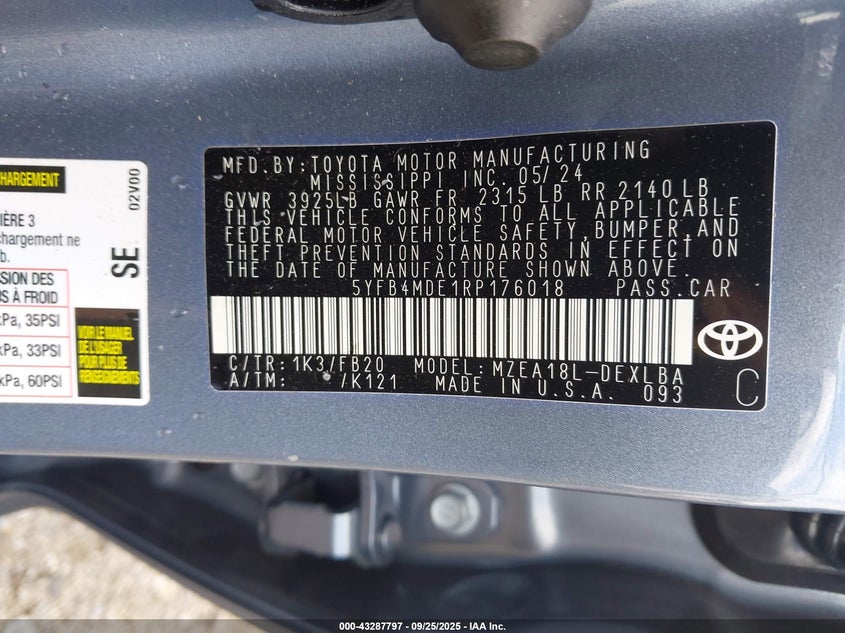 CHARGEMENT
02V00
IÈRE 3
chargement ne
b.
SE
SSION DES
S À FROID
kPa, 35PSI
kPa, 33PSI
kPa, 60PSI
VOIR LE MANUEL
DE L'USAGER
POUR PLUS DE
RENSEIGNEMENTS
MFD.BY:TOYOTA MOTOR MANUFACTURING
MISSISSIPPI INC. 05/24
GVWR 3925LB GAWR FR 2315 LB RR 2140 LB
THIS VEHICLE CONFORMS TO ALL APPLICABLE
FEDERAL MOTOR VEHICLE SAFETY,BUMPER,AND
THEFT PREVENTION STANDARDS IN EFFECT ON
THE DATE OF MANUFACTURE SHOWN ABOVE.
5YFB4MDE1RP176018 PASS.CAR
C/TR: 1K3/FB20 MODEL: MZEA18L-DEXLBA
A/TM: /K121 MADE IN U.S.A. 093
C
000-43287797 - 09/25/2025 - IAA Inc.